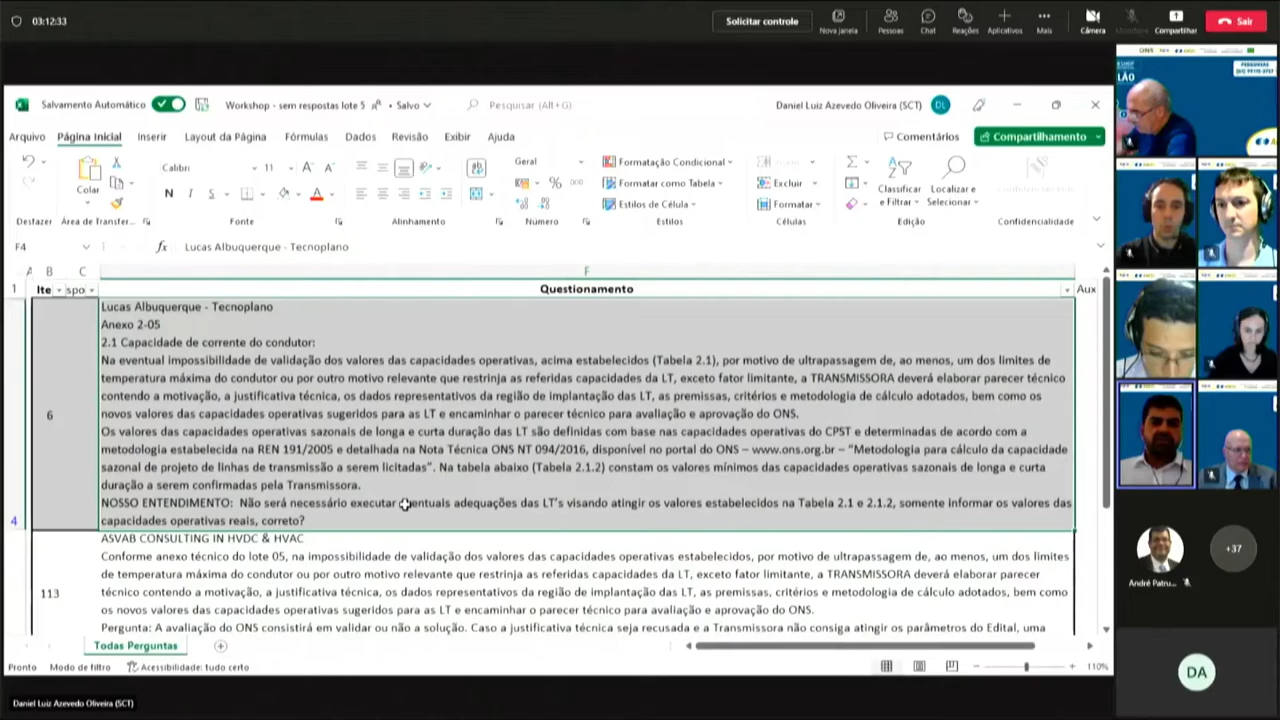 03:12:33
Solicitar controle
Nova janela
Pessoas
Chat
Reações
Aplicativos
Mais
Câmera
Compartilhar
Sair
Salvamento Automático
Workshop - sem respostas lote 5
• Salvo
Pesquisar (Alt+G)
Daniel Luiz Azevedo Oliveira (SCT)
DL
Arquivo
Página Inicial
Inserir
Layout da Página
Fórmulas
Dados
Revisão
Exibir
Ajuda
Comentários
Compartilhamento
Colar
Calibri
11
N
I
S
Geral
Formatação Condicional
Formatar como Tabela
Estilos de Célula
Excluir
Formatar
Classificar
e Filtrar
Localizar e
Selecionar
Desfazer
Área de Transfer...
Fonte
Alinhamento
Número
Estilos
Células
Edição
Confidencialidade
F4
fx
Lucas Albuquerque - Tecnoplano
A B C F
1 Ite spo Questionamento Aux
Lucas Albuquerque - Tecnoplano
Anexo 2-05
2.1 Capacidade de corrente do condutor:
Na eventual impossibilidade de validação dos valores das capacidades operativas, acima estabelecidos (Tabela 2.1), por motivo de ultrapassagem de, ao menos, um dos limites de
temperatura máxima do condutor ou por outro motivo relevante que restrinja as referidas capacidades da LT, exceto fator limitante, a TRANSMISSORA deverá elaborar parecer técnico
contendo a motivação, a justificativa técnica, os dados representativos da região de implantação das LT, as premissas, critérios e metodologia de cálculo adotados, bem como os
6
novos valores das capacidades operativas sugeridos para as LT e encaminhar o parecer técnico para avaliação e aprovação do ONS.
Os valores das capacidades operativas sazonais de longa e curta duração das LT são definidas com base nas capacidades operativas do CPST e determinadas de acordo com a
metodologia estabelecida na REN 191/2005 e detalhada na Nota Técnica ONS NT 094/2016, disponível no portal do ONS – www.ons.org.br – "Metodologia para cálculo da capacidade
sazonal de projeto de linhas de transmissão a serem licitadas". Na tabela abaixo (Tabela 2.1.2) constam os valores mínimos das capacidades operativas sazonais de longa e curta
duração a serem confirmadas pela Transmissora.
NOSSO ENTENDIMENTO: Não será necessário executar eventuais adequações das LT's visando atingir os valores estabelecidos na Tabela 2.1 e 2.1.2, somente informar os valores das
4
capacidades operativas reais, correto?
ASVAB CONSULTING IN HVDC & HVAC
Conforme anexo técnico do lote 05, na impossibilidade de validação dos valores das capacidades operativas estabelecidos, por motivo de ultrapassagem de, ao menos, um dos limites
de temperatura máxima do condutor ou por outro motivo relevante que restrinja as referidas capacidades da LT, exceto fator limitante, a TRANSMISSORA deverá elaborar parecer
113
técnico contendo a motivação, a justificativa técnica, os dados representativos da região de implantação das LT, as premissas, critérios e metodologia de cálculo adotados, bem como
os novos valores das capacidades operativas sugeridos para as LT e encaminhar o parecer técnico para avaliação e aprovação do ONS.
Pergunta: A avaliação do ONS consistirá em validar ou não a solução. Caso a justificativa técnica seja recusada e a Transmissora não consiga atingir os parâmetros do Edital, uma
Todas Perguntas
Pronto
Modo de filtro
Acessibilidade: tudo certo
110%
Daniel Luiz Azevedo Oliveira (SCT)
ONS
LÃO
PERGUNTAS
André Patru...
+37
DA